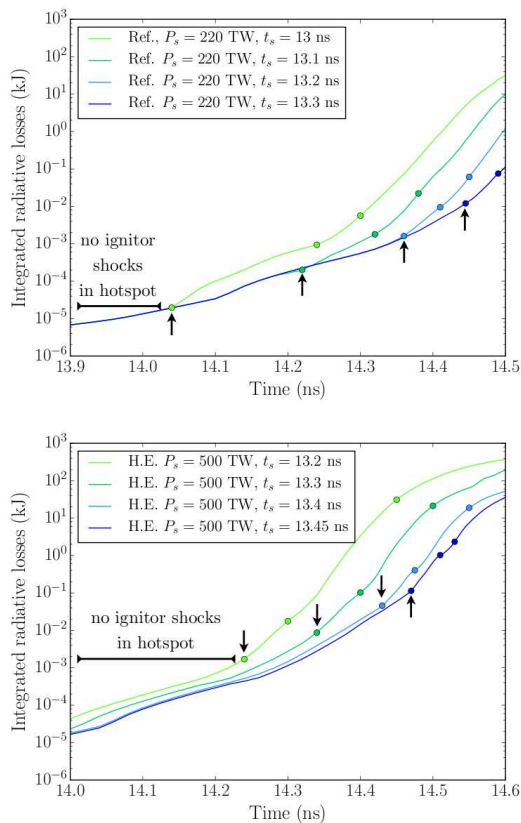 10^3
10^2
10^1
10^0
10^-1
10^-2
10^-3
10^-4
10^-5
10^-6
Integrated radiative losses (kJ)
Ref., P_s = 220 TW, t_s = 13 ns
Ref. P_s = 220 TW, t_s = 13.1 ns
Ref. P_s = 220 TW, t_s = 13.2 ns
Ref. P_s = 220 TW, t_s = 13.3 ns
no ignitor
shocks
in hotspot
13.9 14.0 14.1 14.2 14.3 14.4 14.5
Time (ns)
10^3
10^2
10^1
10^0
10^-1
10^-2
10^-3
10^-4
10^-5
10^-6
Integrated radiative losses (kJ)
H.E. P_s = 500 TW, t_s = 13.2 ns
H.E. P_s = 500 TW, t_s = 13.3 ns
H.E. P_s = 500 TW, t_s = 13.4 ns
H.E. P_s = 500 TW, t_s = 13.45 ns
no ignitor shocks
in hotspot
14.0 14.1 14.2 14.3 14.4 14.5 14.6
Time (ns)